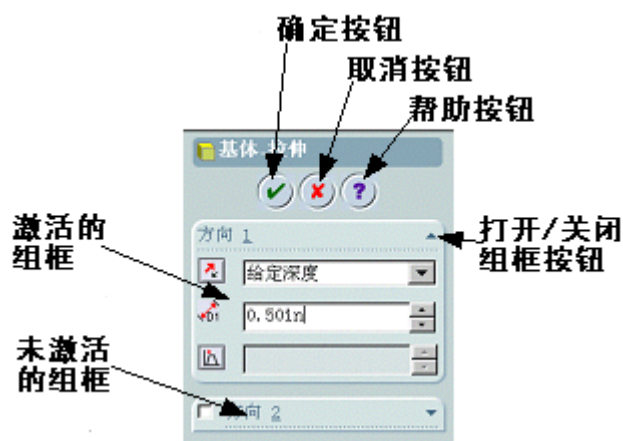 确定按钮
取消按钮
帮助按钮
基体-拉伸
?
激活的
组框
方向 1
打开/关闭
组框按钮
给定深度
D1
0.50in
未激活
的组框
方向 2